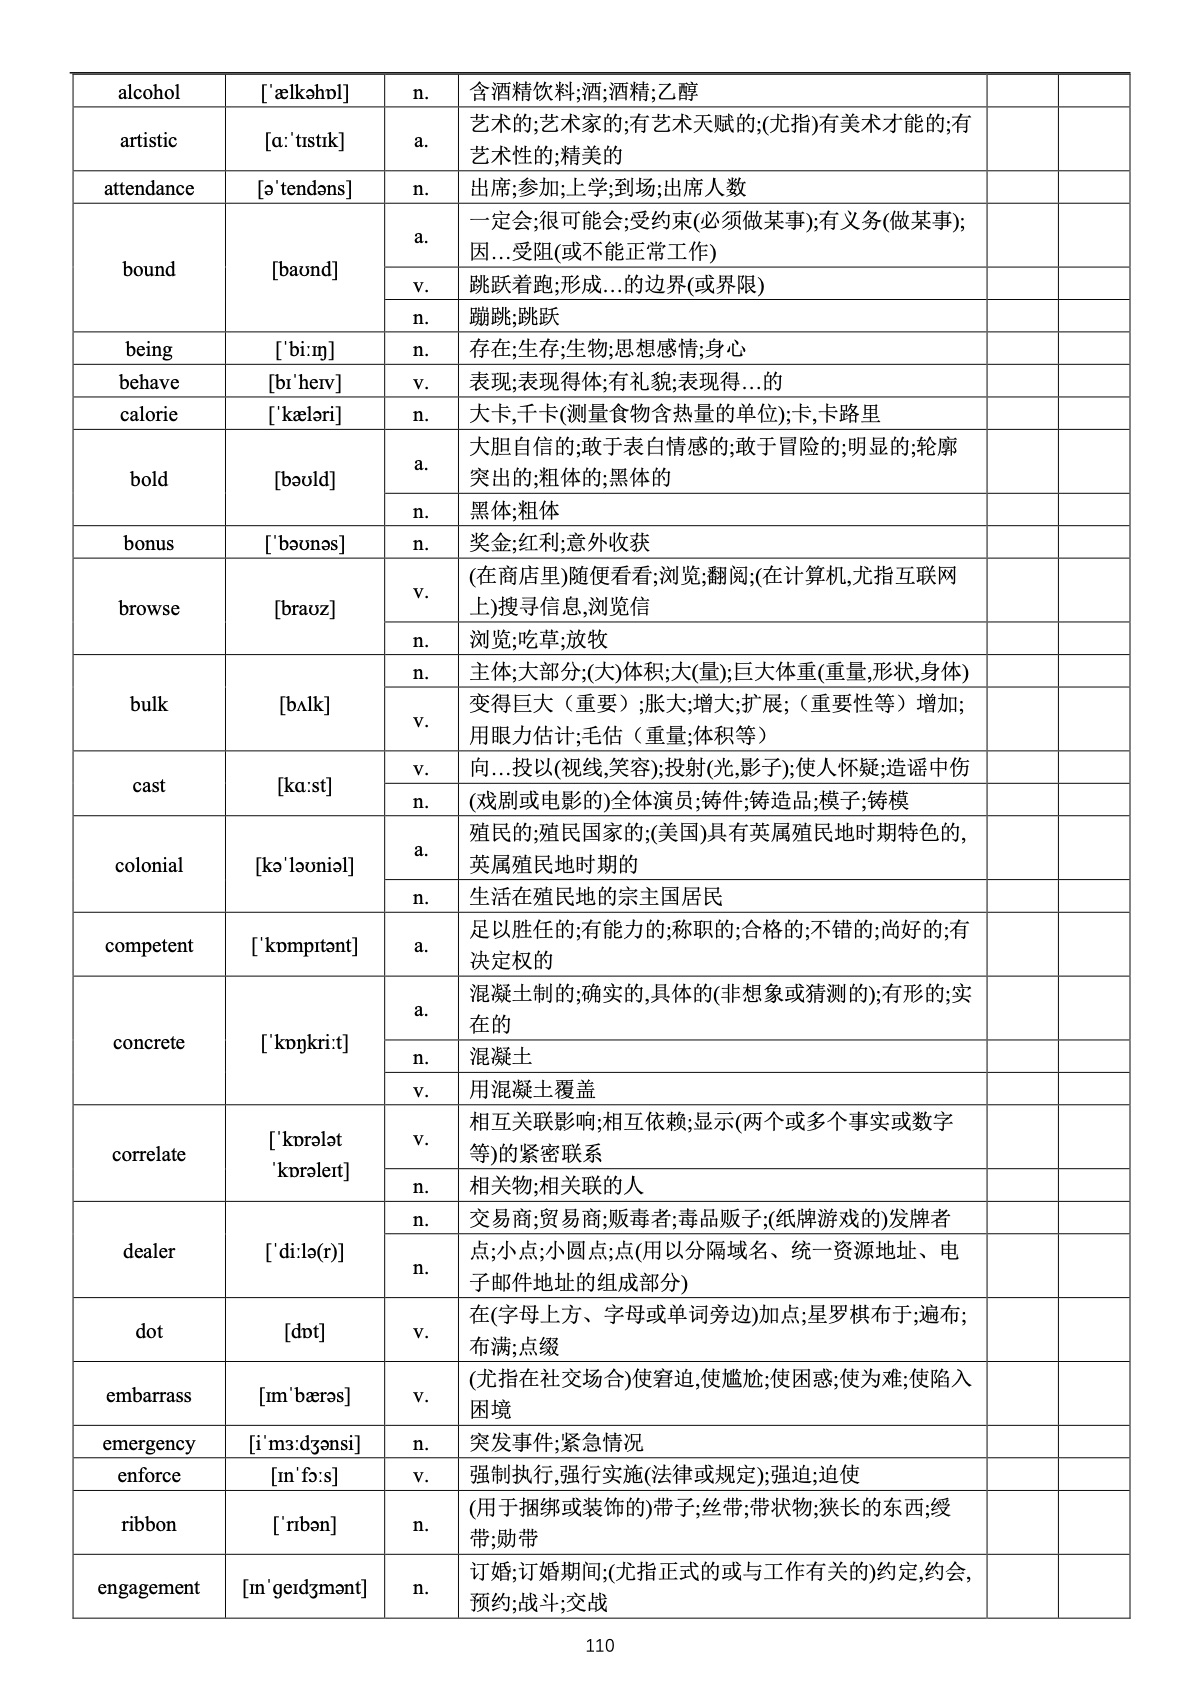 alcohol [ˈælkəhɒl] n. 含酒精饮料;酒;酒精;乙醇
artistic [ɑːˈtɪstɪk] a. 艺术的;艺术家的;有艺术天赋的;(尤指)有美术才能的;有
艺术性的;精美的
attendance [əˈtendəns] n. 出席;参加;上学;到场;出席人数
bound [baʊnd] a. 一定会;很可能会;受约束(必须做某事);有义务(做某事);
因…受阻(或不能正常工作)
v. 跳跃着跑;形成…的边界(或界限)
n. 蹦跳;跳跃
being [ˈbiːɪŋ] n. 存在;生存;生物;思想感情;身心
behave [bɪˈheɪv] v. 表现;表现得体;有礼貌;表现得…的
calorie [ˈkæləri] n. 大卡,千卡(测量食物含热量的单位);卡,卡路里
bold [bəʊld] a. 大胆自信的;敢于表白情感的;敢于冒险的;明显的;轮廓
突出的;粗体的;黑体的
n. 黑体;粗体
bonus [ˈbəʊnəs] n. 奖金;红利;意外收获
browse [braʊz] v. (在商店里)随便看看;浏览;翻阅;(在计算机,尤指互联网
上)搜寻信息,浏览信
n. 浏览;吃草;放牧
bulk [bʌlk] n. 主体;大部分;(大)体积;大(量);巨大体重(重量,形状,身体)
v. 变得巨大（重要）;胀大;增大;扩展;（重要性等）增加;
用眼力估计;毛估（重量;体积等）
cast [kɑːst] v. 向…投以(视线,笑容);投射(光,影子);使人怀疑;造谣中伤
n. (戏剧或电影的)全体演员;铸件;铸造品;模子;铸模
colonial [kəˈləʊniəl] a. 殖民的;殖民国家的;(美国)具有英属殖民地时期特色的,
英属殖民地时期的
n. 生活在殖民地的宗主国居民
competent [ˈkɒmpɪtənt] a. 足以胜任的;有能力的;称职的;合格的;不错的;尚好的;有
决定权的
concrete [ˈkɒŋkriːt] a. 混凝土制的;确实的,具体的(非想象或猜测的);有形的;实
在的
n. 混凝土
v. 用混凝土覆盖
correlate [ˈkɒrələt ˈkɒrəleɪt] v. 相互关联影响;相互依赖;显示(两个或多个事实或数字
等)的紧密联系
n. 相关物;相关联的人
dealer [ˈdiːlə(r)] n. 交易商;贸易商;贩毒者;毒品贩子;(纸牌游戏的)发牌者
n. 点;小点;小圆点;点(用以分隔域名、统一资源地址、电
子邮件地址的组成部分)
dot [dɒt] v. 在(字母上方、字母或单词旁边)加点;星罗棋布于;遍布;
布满;点缀
embarrass [ɪmˈbærəs] v. (尤指在社交场合)使窘迫,使尴尬;使困惑;使为难;使陷入
困境
emergency [iˈmɜːdʒənsi] n. 突发事件;紧急情况
enforce [ɪnˈfɔːs] v. 强制执行,强行实施(法律或规定);强迫;迫使
ribbon [ˈrɪbən] n. (用于捆绑或装饰的)带子;丝带;带状物;狭长的东西;绶
带;勋带
engagement [ɪnˈɡeɪdʒmənt] n. 订婚;订婚期间;(尤指正式的或与工作有关的)约定,约会,
预约;战斗;交战
110